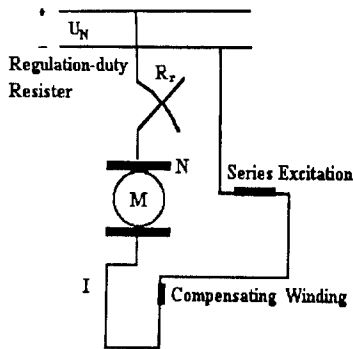 +
U_N
−
Regulation-duty
Resister
R_r
N
M
Series Excitation
I
Compensating Winding